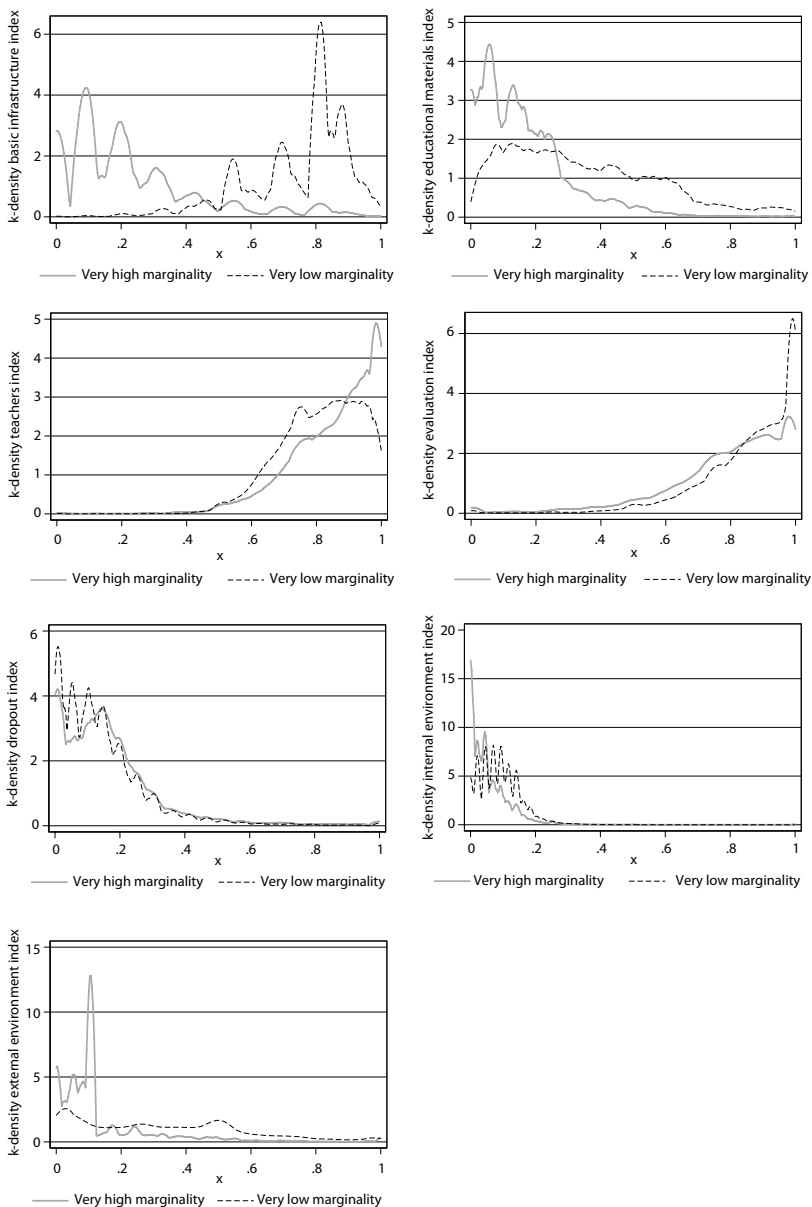 k-density basic infrastructure index
6
4
2
0
0 .2 .4 .6 .8 1
x
Very high marginality Very low marginality
k-density educational materials index
5
4
3
2
1
0
0 .2 .4 .6 .8 1
x
Very high marginality Very low marginality
k-density teachers index
5
4
3
2
1
0
0 .2 .4 .6 .8 1
x
Very high marginality Very low marginality
k-density evaluation index
6
4
2
0
0 .2 .4 .6 .8 1
x
Very high marginality Very low marginality
k-density dropout index
6
4
2
0
0 .2 .4 .6 .8 1
x
Very high marginality Very low marginality
k-density internal environment index
20
15
10
5
0
0 .2 .4 .6 .8 1
x
Very high marginality Very low marginality
k-density external environment index
15
10
5
0
0 .2 .4 .6 .8 1
x
Very high marginality Very low marginality